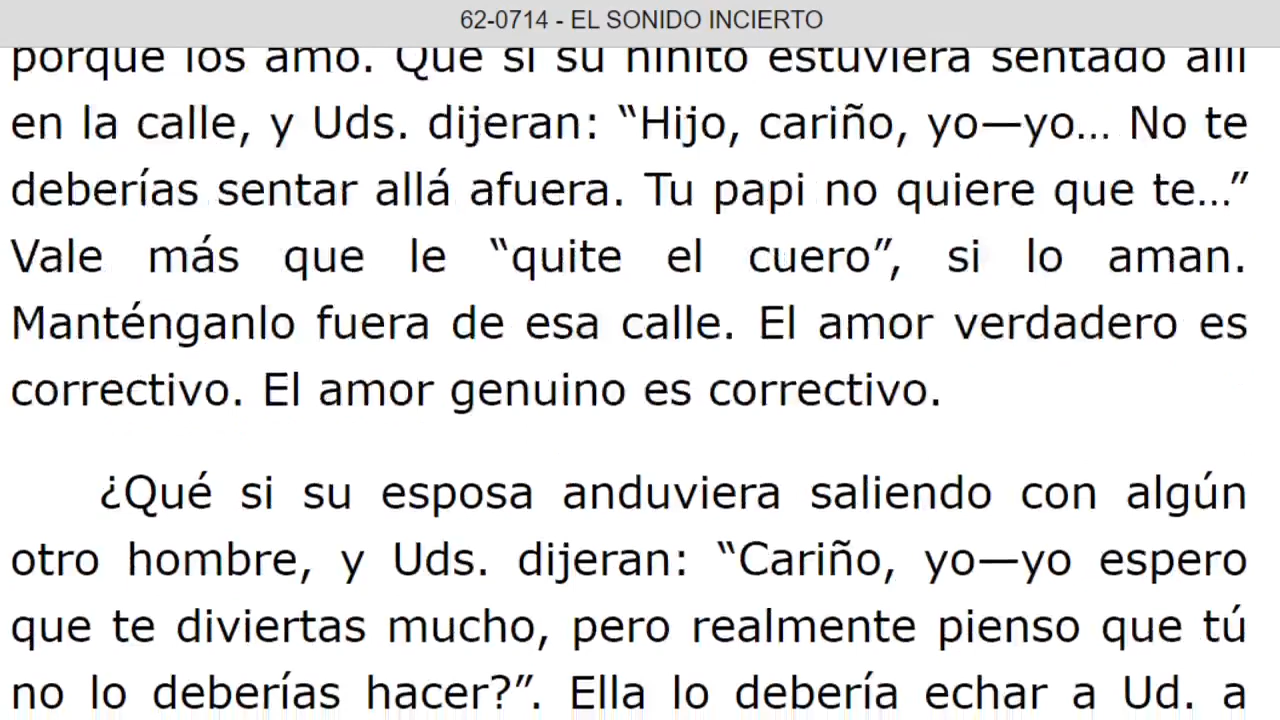 62-0714 - EL SONIDO INCIERTO
porque los amo. Qué si su niñito estuviera sentado allí
en la calle, y Uds. dijeran: “Hijo, cariño, yo—yo… No te
deberías sentar allá afuera. Tu papi no quiere que te…”
Vale más que le “quite el cuero”, si lo aman.
Manténganlo fuera de esa calle. El amor verdadero es
correctivo. El amor genuino es correctivo.
¿Qué si su esposa anduviera saliendo con algún
otro hombre, y Uds. dijeran: “Cariño, yo—yo espero
que te diviertas mucho, pero realmente pienso que tú
no lo deberías hacer?”. Ella lo debería echar a Ud. a